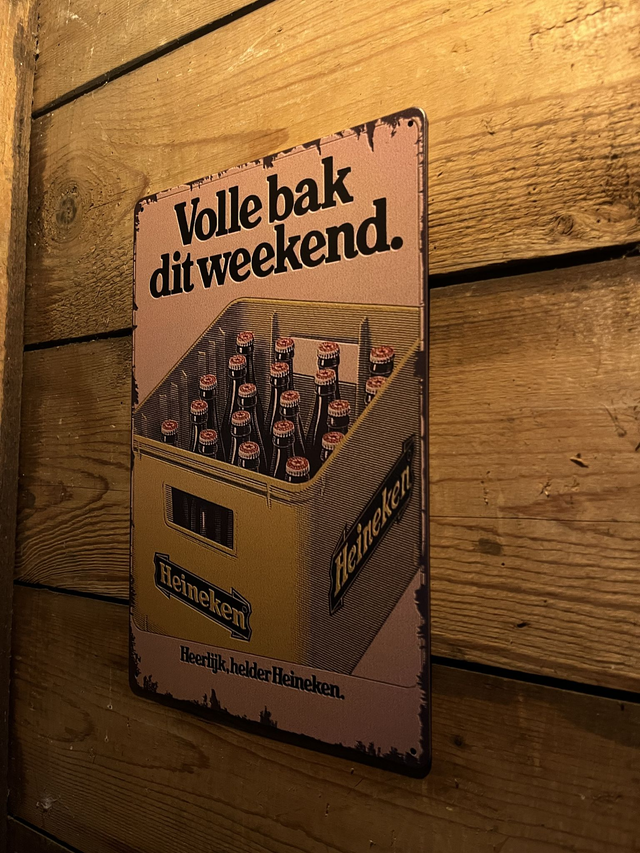 Volle bak
dit weekend.
Heineken
Heineken
Heerlijk, helder Heineken.